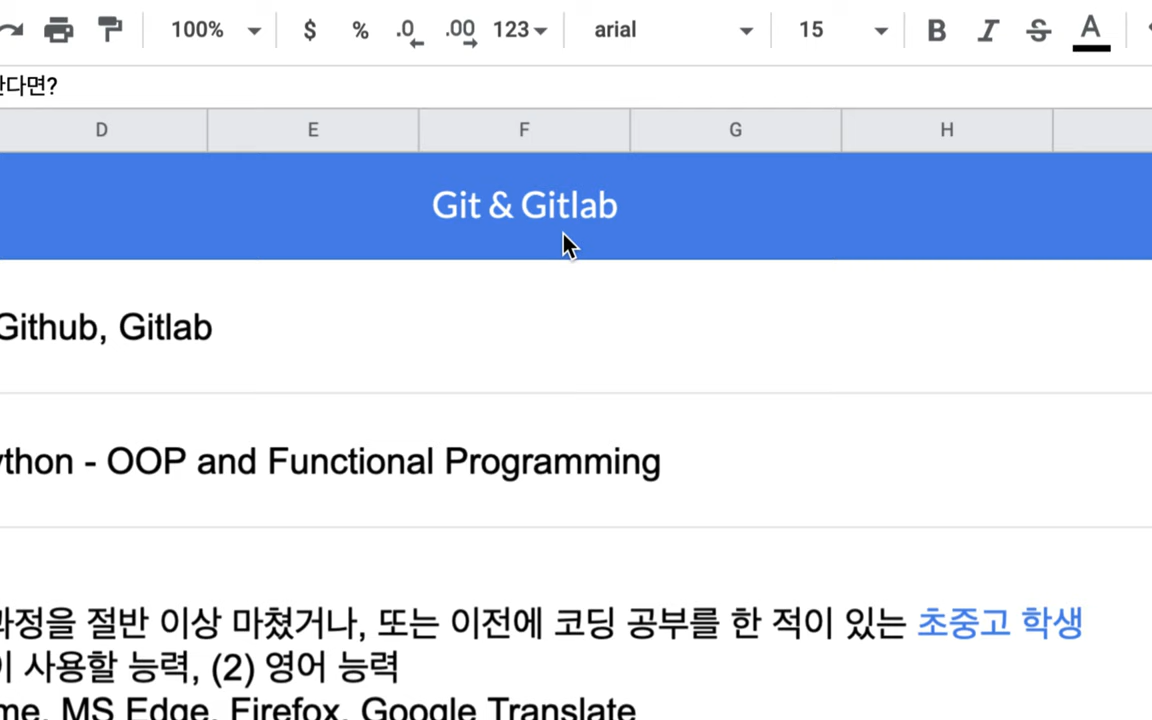 100% $ % .0 .00 123 arial 15 B I S A
한다면?
D E F G H
Git & Gitlab
Github, Gitlab
ython - OOP and Functional Programming
과정을 절반 이상 마쳤거나, 또는 이전에 코딩 공부를 한 적이 있는 초중고 학생
이 사용할 능력, (2) 영어 능력
me, MS Edge, Firefox, Google Translate